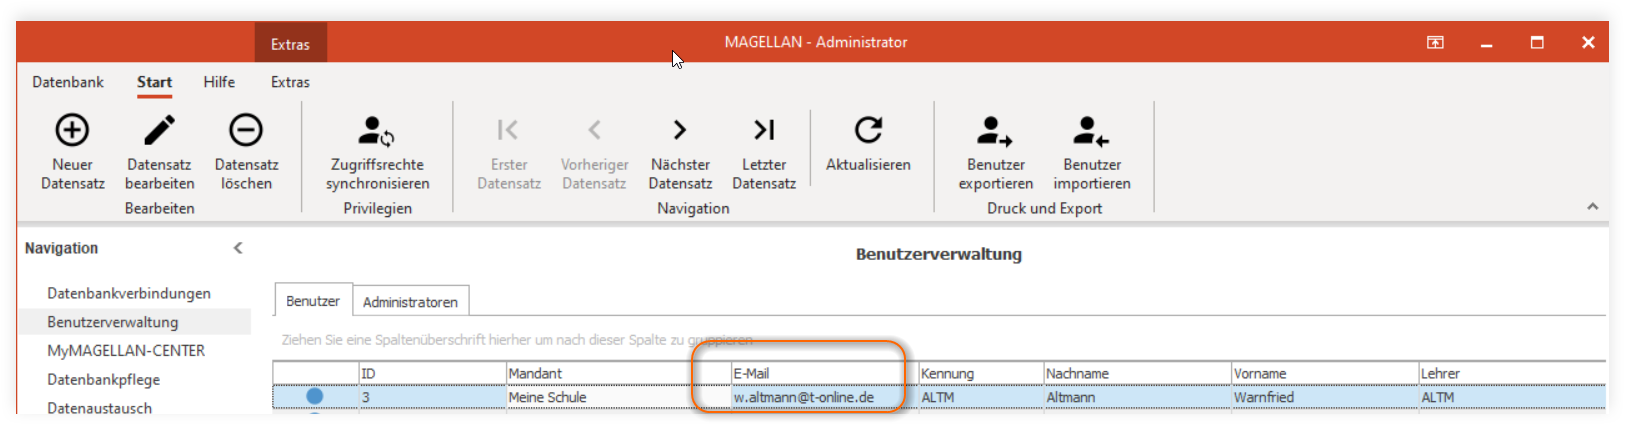 Extras MAGELLAN - Administrator
Datenbank Start Hilfe Extras
Neuer Datensatz Datensatz Zugriffsrechte Erster Vorheriger Nächster Letzter Aktualisieren Benutzer Benutzer
Datensatz bearbeiten löschen synchronisieren Datensatz Datensatz Datensatz Datensatz exportieren importieren
Bearbeiten Privilegien Navigation Druck und Export
Navigation
Benutzerverwaltung
Datenbankverbindungen
Benutzer Administratoren
Benutzerverwaltung
Ziehen Sie eine Spaltenüberschrift hierher um nach dieser Spalte zu gruppieren
MyMAGELLAN-CENTER
ID Mandant E-Mail Kennung Nachname Vorname Lehrer
Datenbankpflege
3 Meine Schule w.altmann@t-online.de ALTM Altmann Warnfried ALTM
Datenaustausch